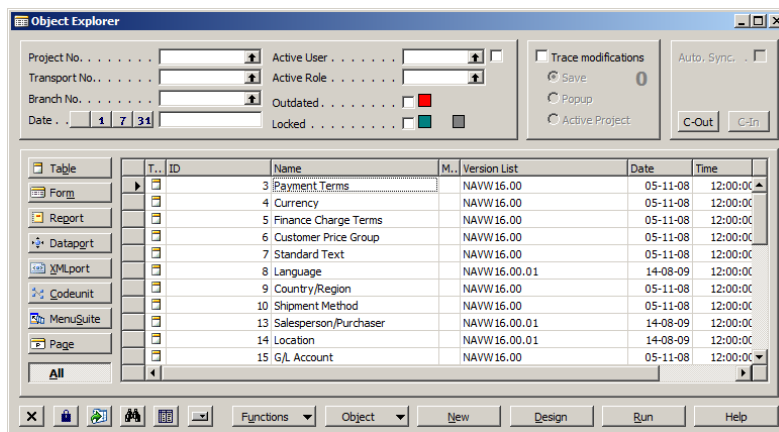 Object Explorer
Project No. . . . . . . . .
Transport No. . . . . . .
Branch No. . . . . . . . .
Date . . 1 7 31
Active User . . . . . . . .
Active Role . . . . . . . .
Outdated . . . . . . . . .
Locked . . . . . . . . . .
Trace modifications
Save 0
Popup
Active Project
Auto. Sync. . .
C-Out C-In
Table
Form
Report
Dataport
XMLport
Codeunit
MenuSuite
Page
All
T.. ID Name M.. Version List Date Time
3 Payment Terms NAVW16.00 05-11-08 12:00:00
4 Currency NAVW16.00 05-11-08 12:00:00
5 Finance Charge Terms NAVW16.00 05-11-08 12:00:00
6 Customer Price Group NAVW16.00 05-11-08 12:00:00
7 Standard Text NAVW16.00 05-11-08 12:00:00
8 Language NAVW16.00.01 14-08-09 12:00:00
9 Country/Region NAVW16.00 05-11-08 12:00:00
10 Shipment Method NAVW16.00 05-11-08 12:00:00
13 Salesperson/Purchaser NAVW16.00.01 14-08-09 12:00:00
14 Location NAVW16.00.01 14-08-09 12:00:00
15 G/L Account NAVW16.00 05-11-08 12:00:00
Functions Object New Design Run Help